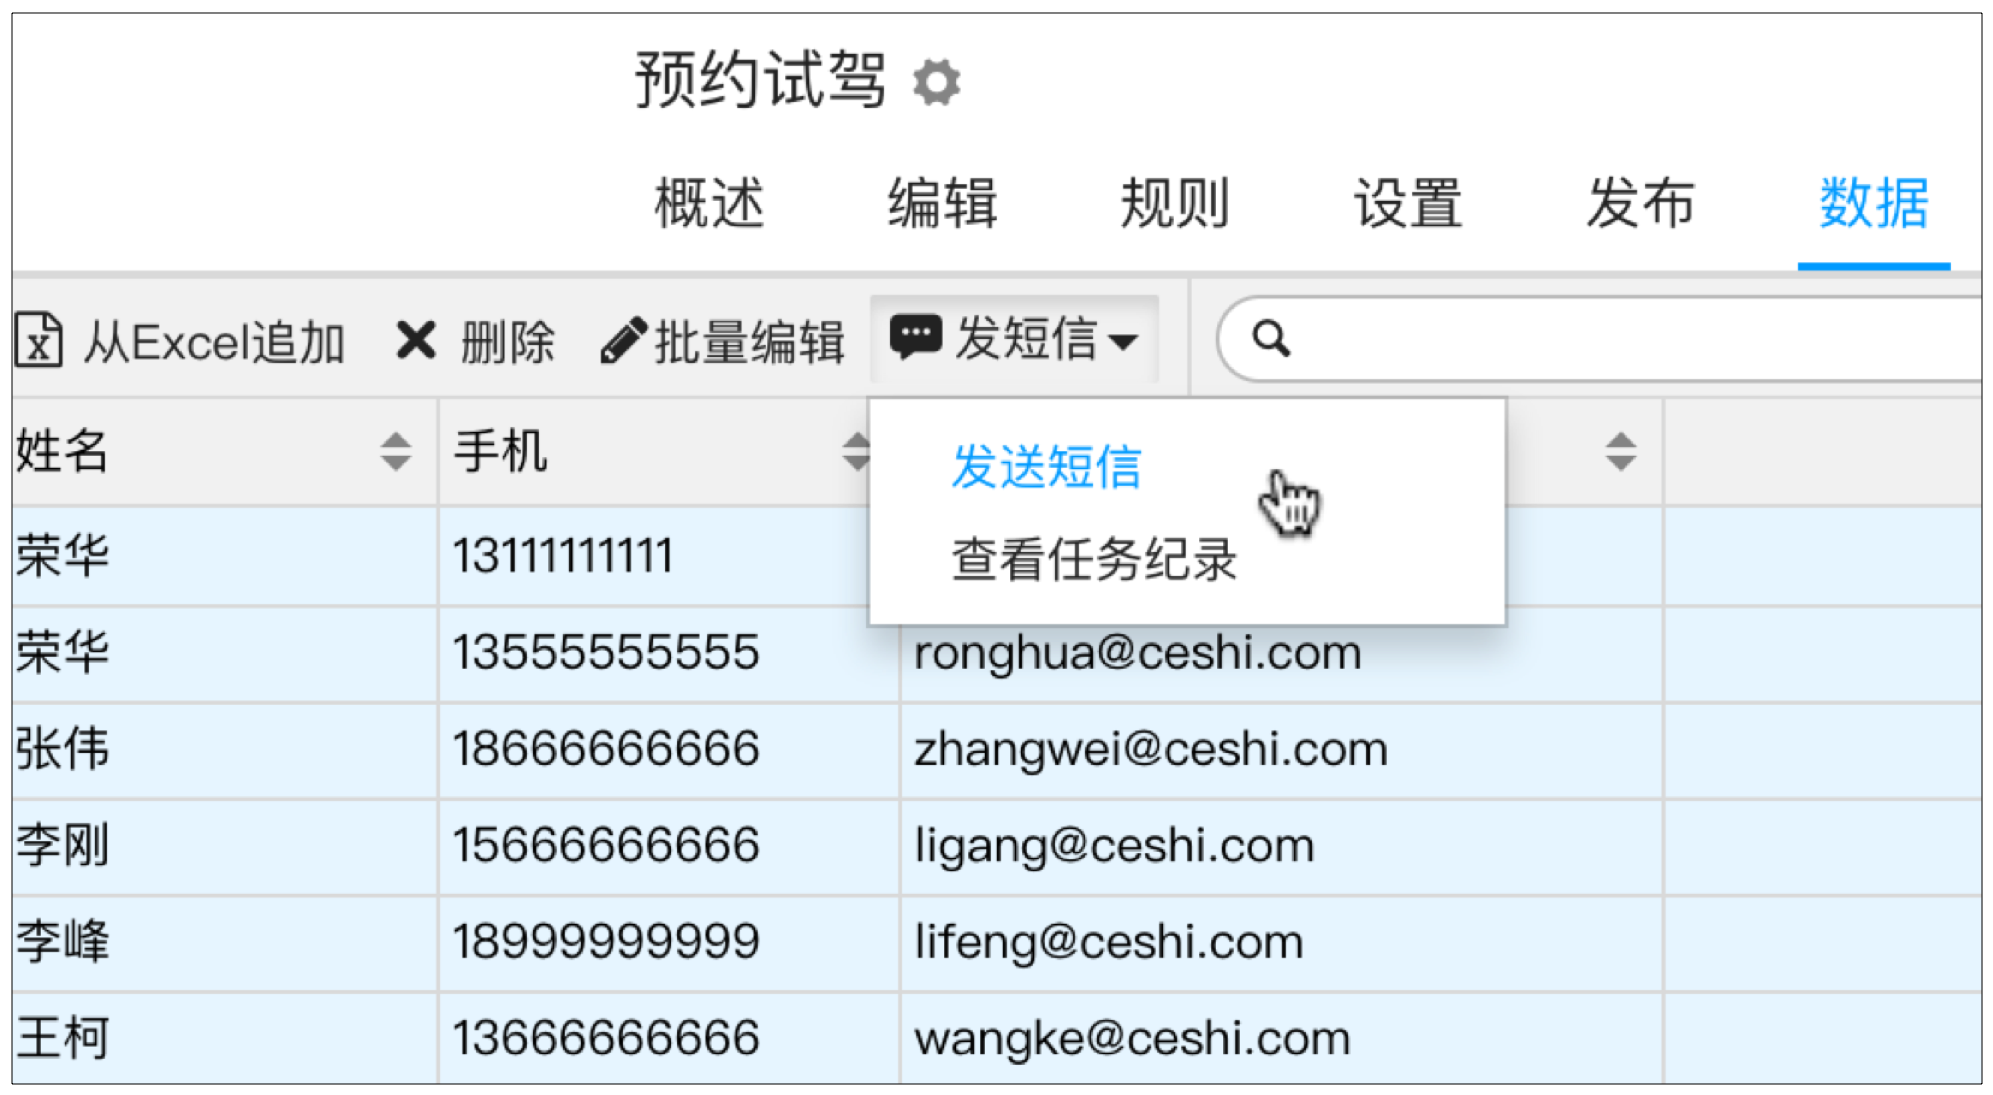 预约试驾
概述 编辑 规则 设置 发布 数据
从Excel追加 删除 批量编辑 发短信
姓名 手机
发送短信
查看任务纪录
荣华 13111111111
荣华 13555555555 ronghua@ceshi.com
张伟 18666666666 zhangwei@ceshi.com
李刚 15666666666 ligang@ceshi.com
李峰 18999999999 lifeng@ceshi.com
王柯 13666666666 wangke@ceshi.com